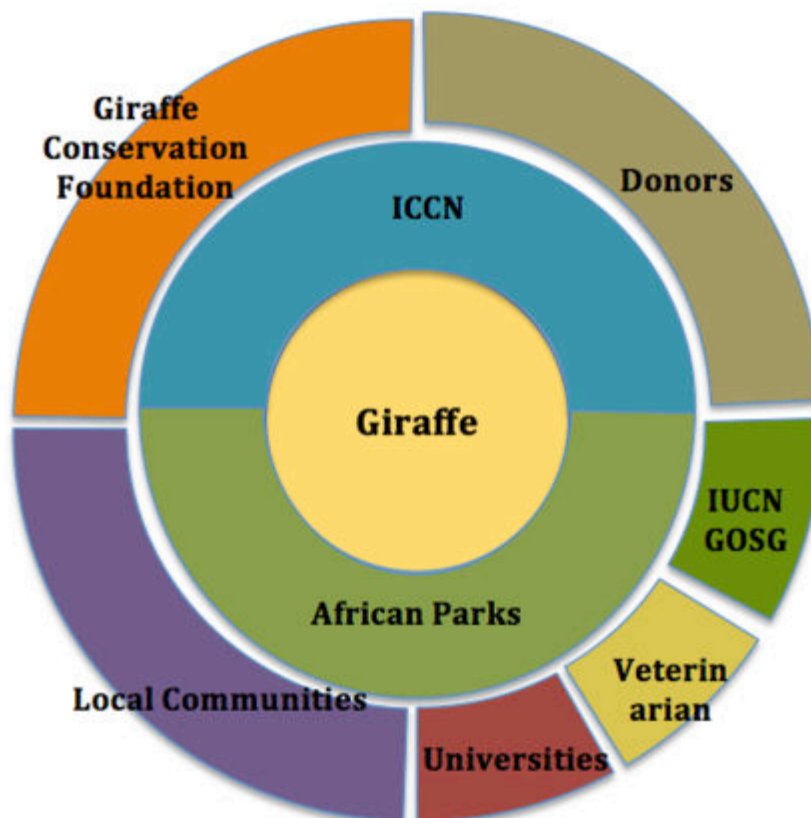 Giraffe
Conservation
Foundation
Donors
ICCN
Giraffe
IUCN
GOSG
African Parks
Veterin
arian
Local Communities
Universities